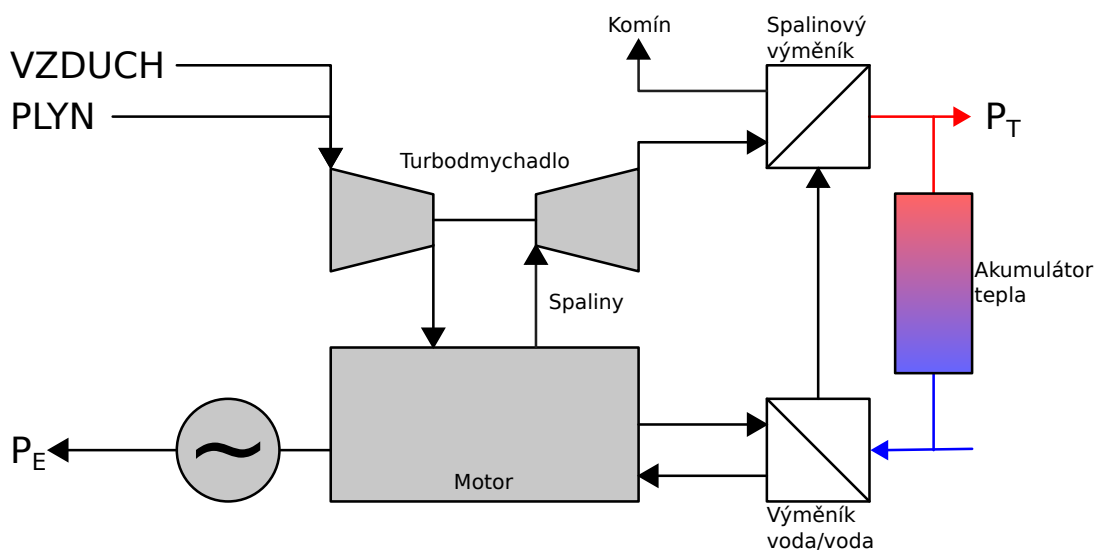 Komín
Spalinový
výměník
VZDUCH
PLYN
P_T
Turbodmychadlo
Akumulátor
tepla
Spaliny
P_E
~
Motor
Výměník
voda/voda